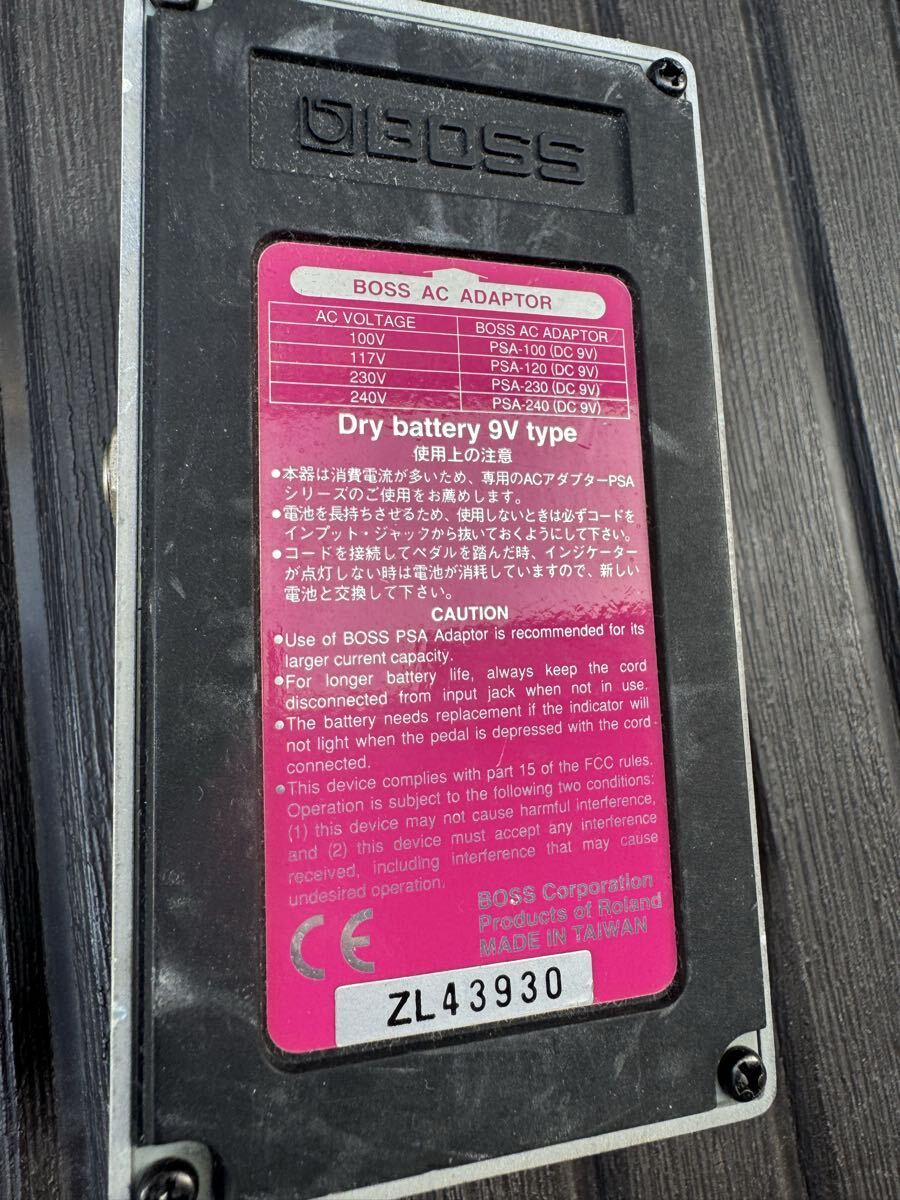 BOSS
BOSS AC ADAPTOR
AC VOLTAGE BOSS AC ADAPTOR
100V PSA-100 (DC 9V)
117V PSA-120 (DC 9V)
230V PSA-230 (DC 9V)
240V PSA-240 (DC 9V)
Dry battery 9V type
使用上の注意
●本器は消費電流が多いため、専用のACアダプターPSA
シリーズのご使用をお薦めします。
●電池を長持ちさせるため、使用しないときは必ずコードを
インプット・ジャックから抜いておくようにして下さい。
●コードを接続してペダルを踏んだ時、インジケーター
が点灯しない時は電池が消耗していますので、新しい
電池と交換して下さい。
CAUTION
●Use of BOSS PSA Adaptor is recommended for its
larger current capacity.
●For longer battery life, always keep the cord
disconnected from input jack when not in use.
●The battery needs replacement if the indicator will
not light when the pedal is depressed with the cord
connected.
●This device complies with part 15 of the FCC rules.
Operation is subject to the following two conditions:
(1) this device may not cause harmful interference,
and (2) this device must accept any interference
received, including interference that may cause
undesired operation.
BOSS Corporation
Products of Roland
MADE IN TAIWAN
CE
ZL43930